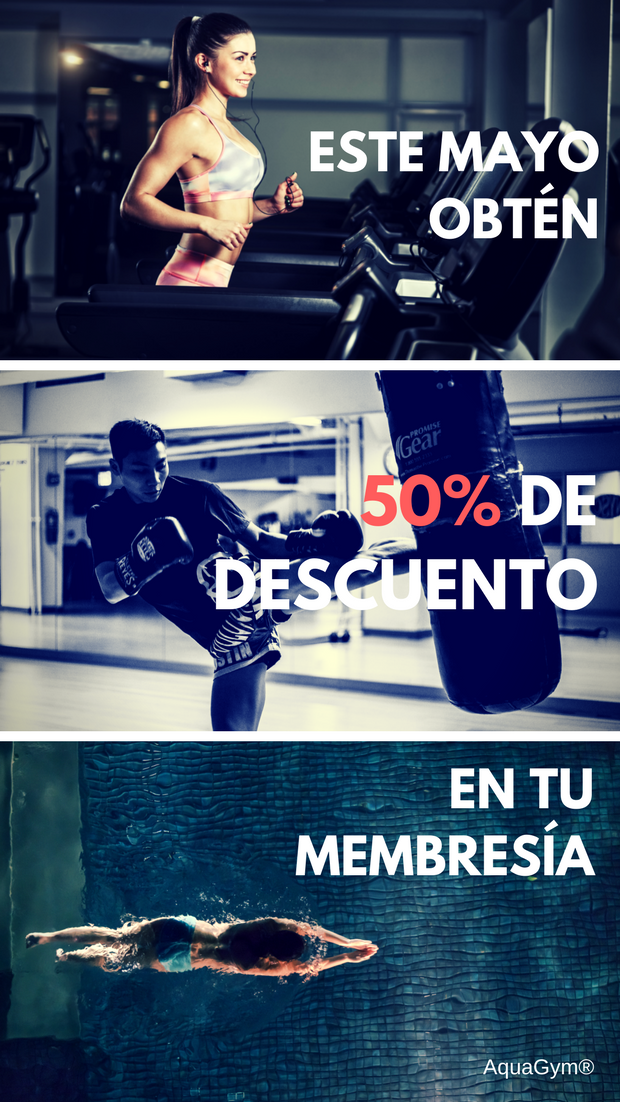 ESTE MAYO
OBTÉN
PROMISE
Gear
50% DE
DESCUENTO
EN TU
MEMBRESÍA
AquaGym®